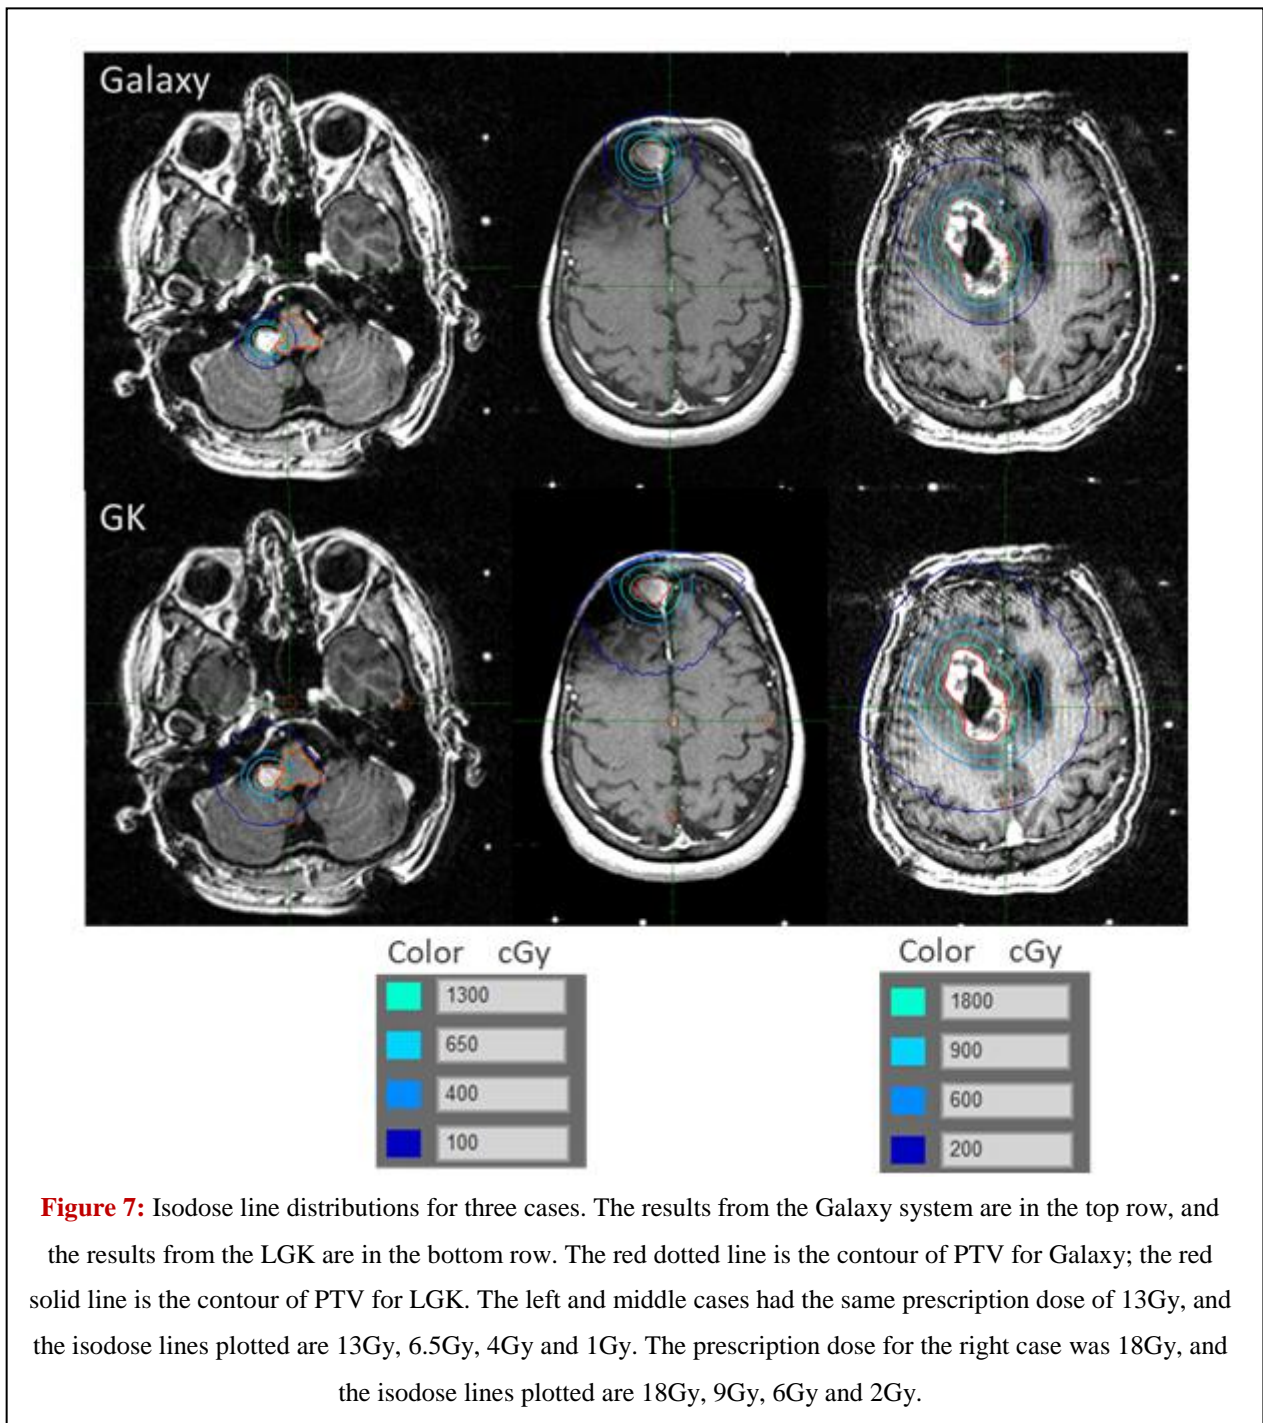 Galaxy
GK
Color cGy
1300
650
400
100
Color cGy
1800
900
600
200
Figure 7: Isodose line distributions for three cases. The results from the Galaxy system are in the top row, and
the results from the LGK are in the bottom row. The red dotted line is the contour of PTV for Galaxy; the red
solid line is the contour of PTV for LGK. The left and middle cases had the same prescription dose of 13Gy, and
the isodose lines plotted are 13Gy, 6.5Gy, 4Gy and 1Gy. The prescription dose for the right case was 18Gy, and
the isodose lines plotted are 18Gy, 9Gy, 6Gy and 2Gy.